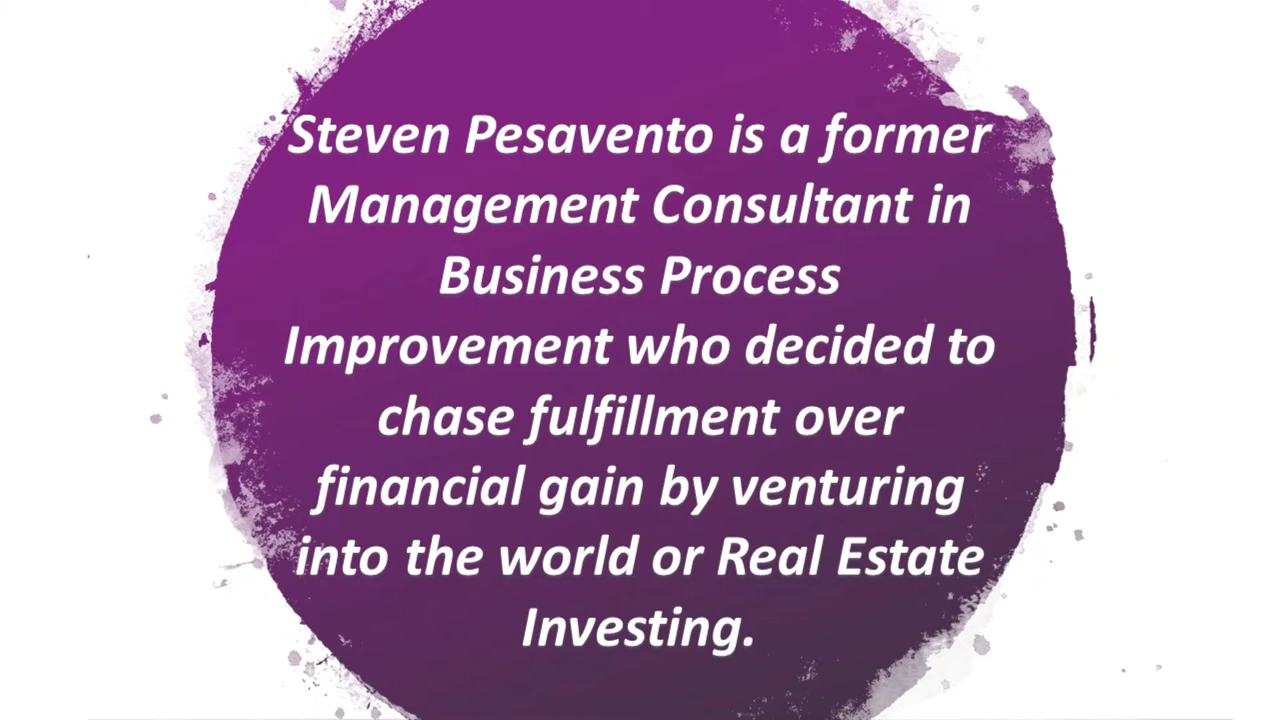 Steven Pesavento is a former
Management Consultant in
Business Process
Improvement who decided to
chase fulfillment over
financial gain by venturing
into the world or Real Estate
Investing.